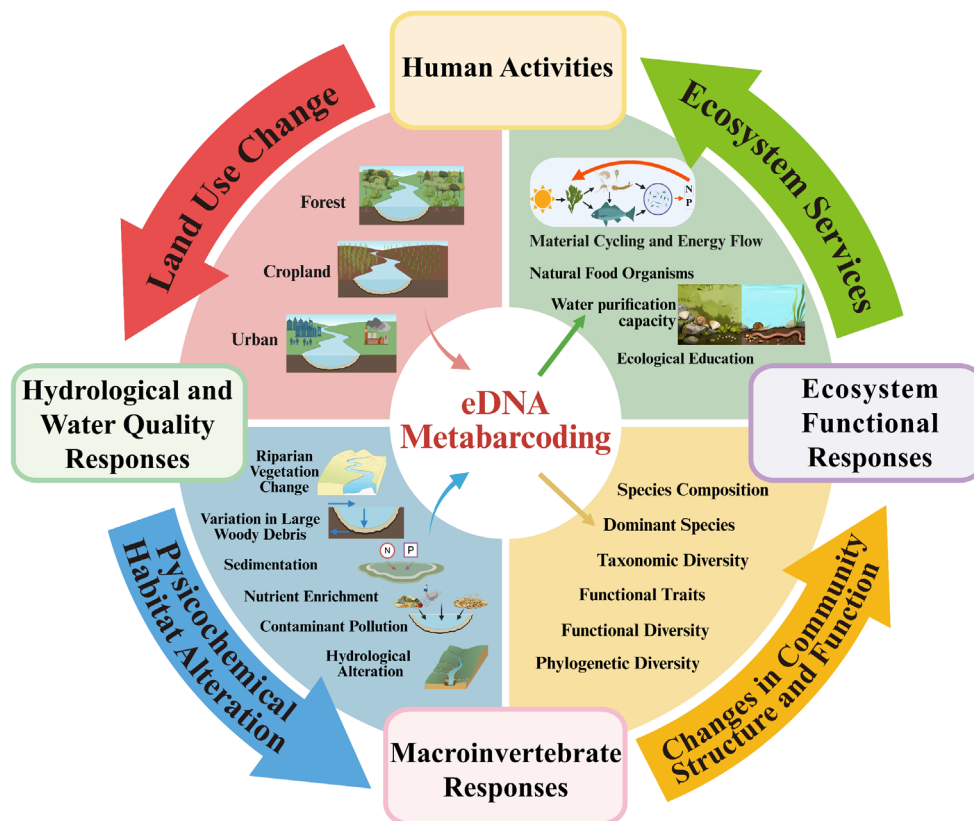 Human Activities
Land Use Change
Ecosystem Services
Forest
Cropland
Urban
N
P
Material Cycling and Energy Flow
Natural Food Organisms
Water purification
capacity
Ecological Education
Hydrological and
Water Quality
Responses
eDNA
Metabarcoding
Ecosystem
Functional
Responses
Riparian
Vegetation
Change
Variation in Large
Woody Debris
N
P
Sedimentation
Nutrient Enrichment
Contaminant Pollution
Hydrological
Alteration
Species Composition
Dominant Species
Taxonomic Diversity
Functional Traits
Functional Diversity
Phylogenetic Diversity
Pysicochemical
Habitat Alteration
Changes in Community
Structure and Function
Macroinvertebrate
Responses